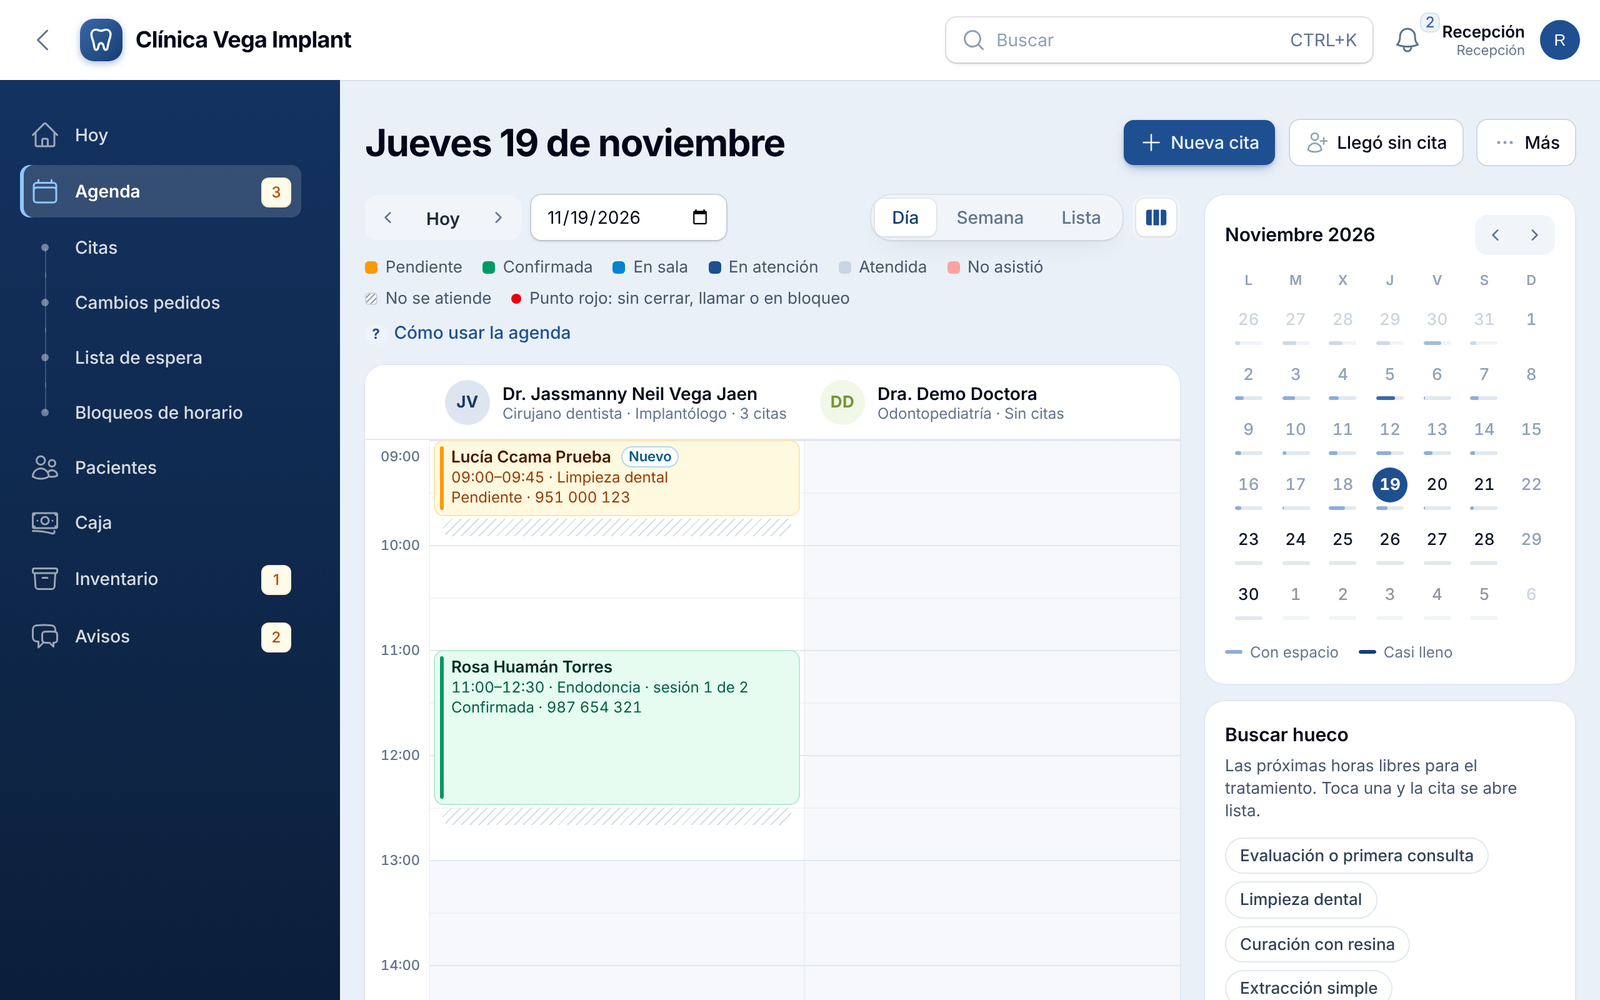 Clínica Vega Implant
Buscar CTRL+K
2
Recepción
Recepción
R
Hoy
Agenda 3
Citas
Cambios pedidos
Lista de espera
Bloqueos de horario
Pacientes
Caja
Inventario 1
Avisos 2
Jueves 19 de noviembre
Nueva cita
Llegó sin cita
Más
Hoy
11/19/2026
Día Semana Lista
Pendiente Confirmada En sala En atención Atendida No asistió
No se atiende Punto rojo: sin cerrar, llamar o en bloqueo
? Cómo usar la agenda
JV Dr. Jassmanny Neil Vega Jaen
Cirujano dentista · Implantólogo · 3 citas
DD Dra. Demo Doctora
Odontopediatría · Sin citas
09:00
Lucía Ccama Prueba Nuevo
09:00–09:45 · Limpieza dental
Pendiente · 951 000 123
10:00
11:00
Rosa Huamán Torres
11:00–12:30 · Endodoncia · sesión 1 de 2
Confirmada · 987 654 321
12:00
13:00
14:00
Noviembre 2026
L M X J V S D
26 27 28 29 30 31 1
2 3 4 5 6 7 8
9 10 11 12 13 14 15
16 17 18 19 20 21 22
23 24 25 26 27 28 29
30 1 2 3 4 5 6
Con espacio Casi lleno
Buscar hueco
Las próximas horas libres para el
tratamiento. Toca una y la cita se abre
lista.
Evaluación o primera consulta
Limpieza dental
Curación con resina
Extracción simple